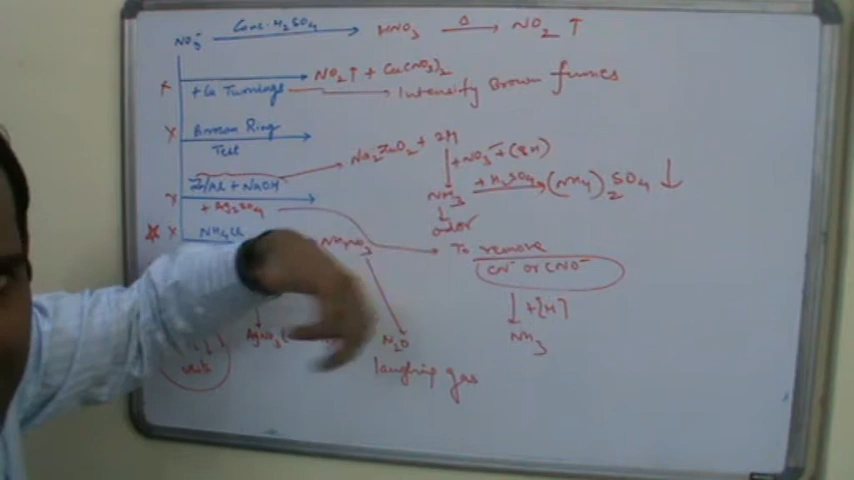 NO₃⁻ Conc. H₂SO₄ → HNO₃ Δ → NO₂ ↑
x + Cu Turnings → NO₂↑ + Cu(NO₃)₂
→ Intensify Brown fumes
x Brown Ring
Test
Zn/Al + NaOH → Na₂ZnO₂ + 2H
+NO₃⁻ + (8H)
x + Ag₂SO₄
NH₃ + H₂SO₄ → (NH₄)₂SO₄ ↓
odor
x NH₄Cl
NH₄NO₃
To remove
CN⁻ or CNO⁻
+[H]
NH₃
AgNO₃
N₂O
laughing gas